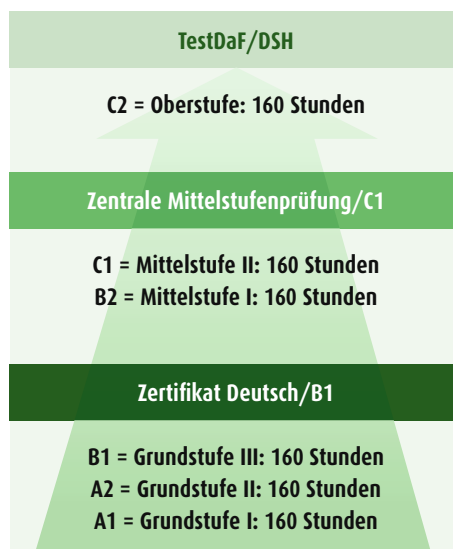 TestDaF/DSH
C2 = Oberstufe: 160 Stunden
Zentrale Mittelstufenprüfung/C1
C1 = Mittelstufe II: 160 Stunden
B2 = Mittelstufe I: 160 Stunden
Zertifikat Deutsch/B1
B1 = Grundstufe III: 160 Stunden
A2 = Grundstufe II: 160 Stunden
A1 = Grundstufe I: 160 Stunden